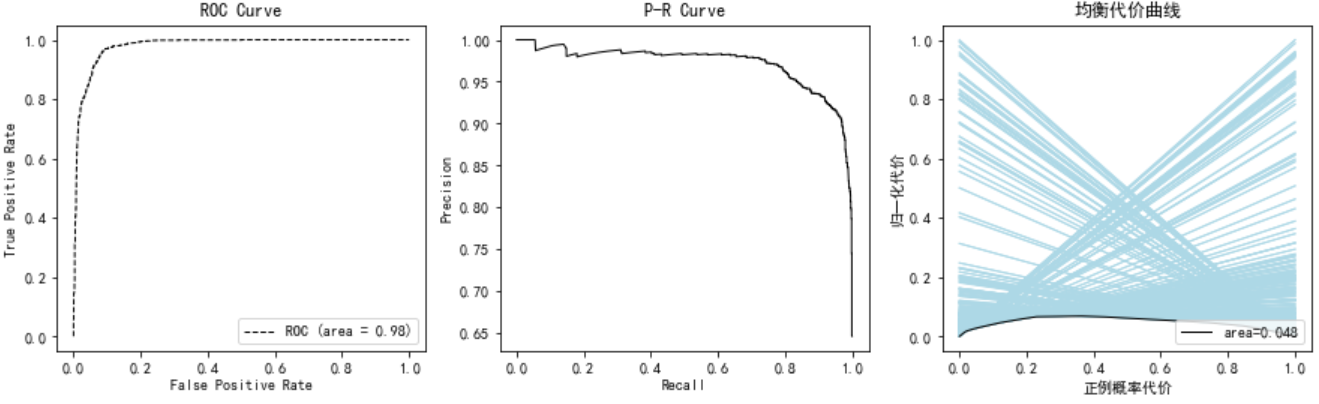 ROC Curve
1.0
0.8
0.6
0.4
0.2
0.0
True Positive Rate
ROC (area = 0.98)
0.0 0.2 0.4 0.6 0.8 1.0
False Positive Rate
P-R Curve
1.00
0.95
0.90
0.85
0.80
0.75
0.70
0.65
Precision
0.0 0.2 0.4 0.6 0.8 1.0
Recall
均衡代价曲线
1.0
0.8
0.6
0.4
0.2
0.0
归一化代价
area=0.048
0.0 0.2 0.4 0.6 0.8 1.0
正例概率代价